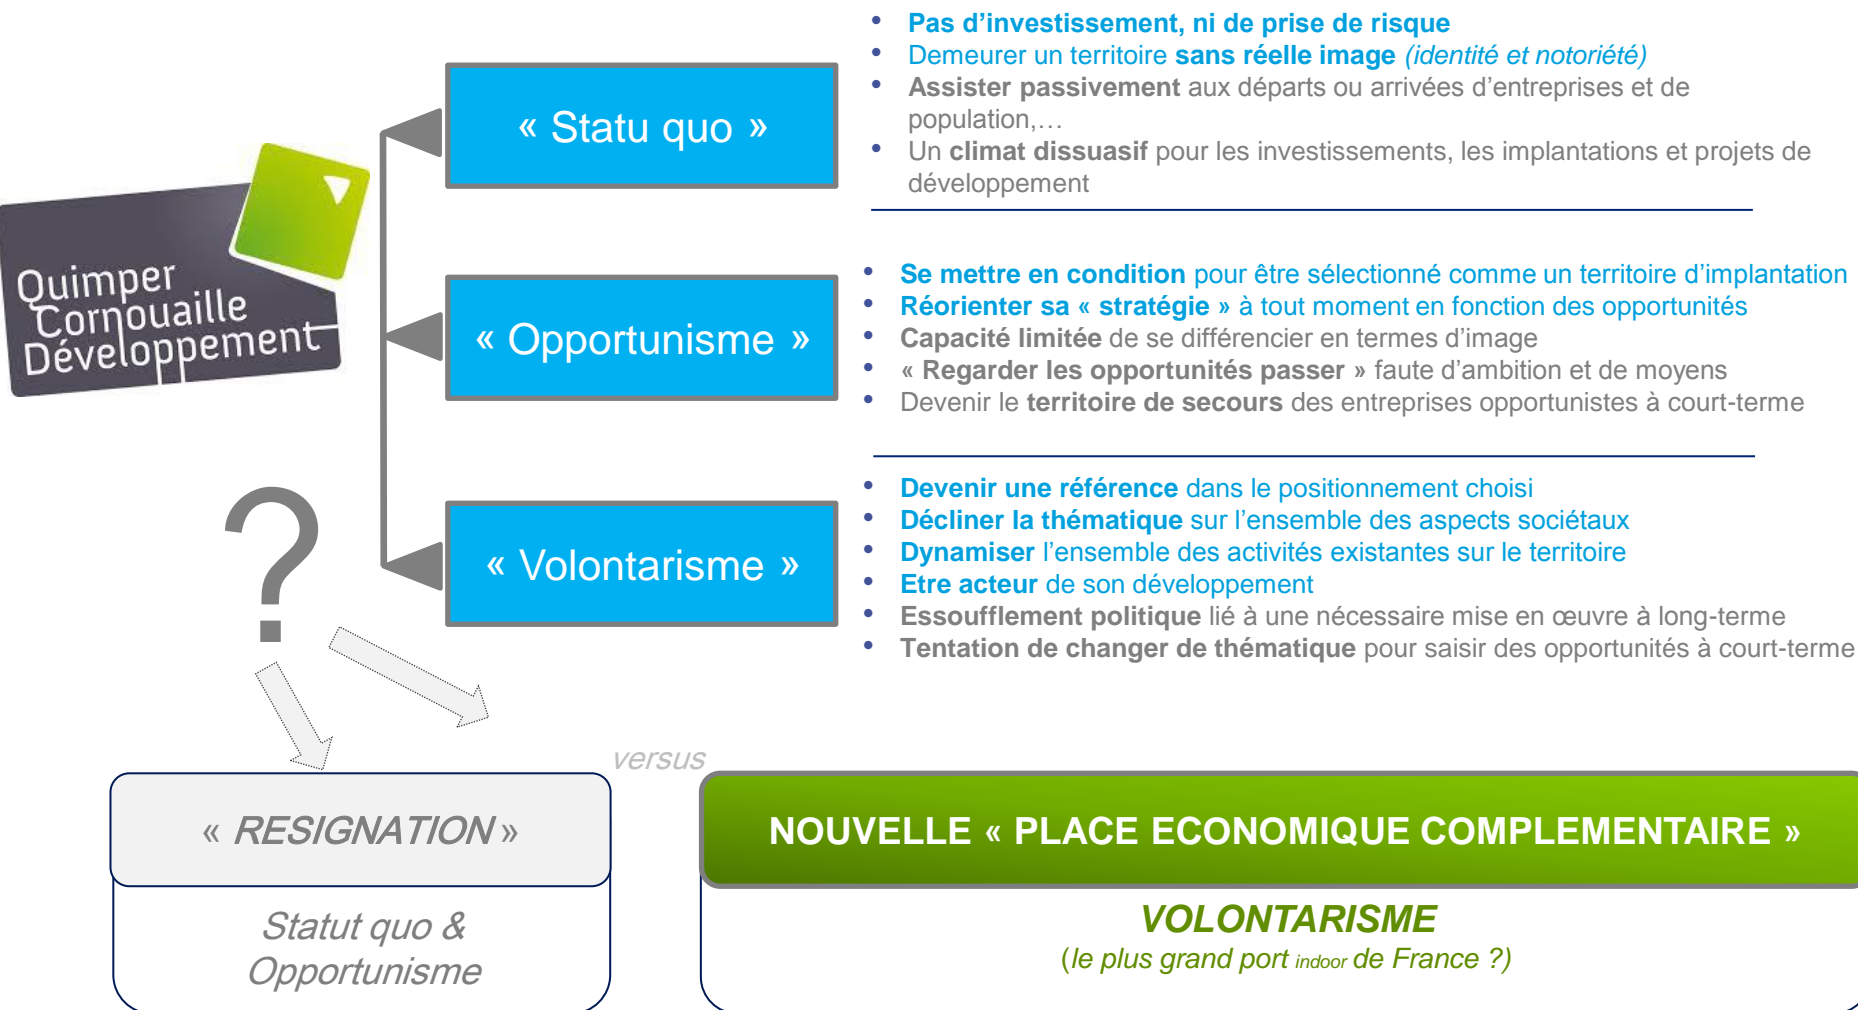 Quimper
Cornouaille
Développement
« Statu quo »
• Pas d’investissement, ni de prise de risque
• Demeurer un territoire sans réelle image (identité et notoriété)
• Assister passivement aux départs ou arrivées d’entreprises et de
population,…
• Un climat dissuasif pour les investissements, les implantations et projets de
développement
« Opportunisme »
• Se mettre en condition pour être sélectionné comme un territoire d’implantation
• Réorienter sa « stratégie » à tout moment en fonction des opportunités
• Capacité limitée de se différencier en termes d’image
• « Regarder les opportunités passer » faute d’ambition et de moyens
• Devenir le territoire de secours des entreprises opportunistes à court-terme
« Volontarisme »
• Devenir une référence dans le positionnement choisi
• Décliner la thématique sur l’ensemble des aspects sociétaux
• Dynamiser l’ensemble des activités existantes sur le territoire
• Etre acteur de son développement
• Essoufflement politique lié à une nécessaire mise en œuvre à long-terme
• Tentation de changer de thématique pour saisir des opportunités à court-terme
?
versus
« RESIGNATION »
Statut quo &
Opportunisme
NOUVELLE « PLACE ECONOMIQUE COMPLEMENTAIRE »
VOLONTARISME
(le plus grand port indoor de France ?)